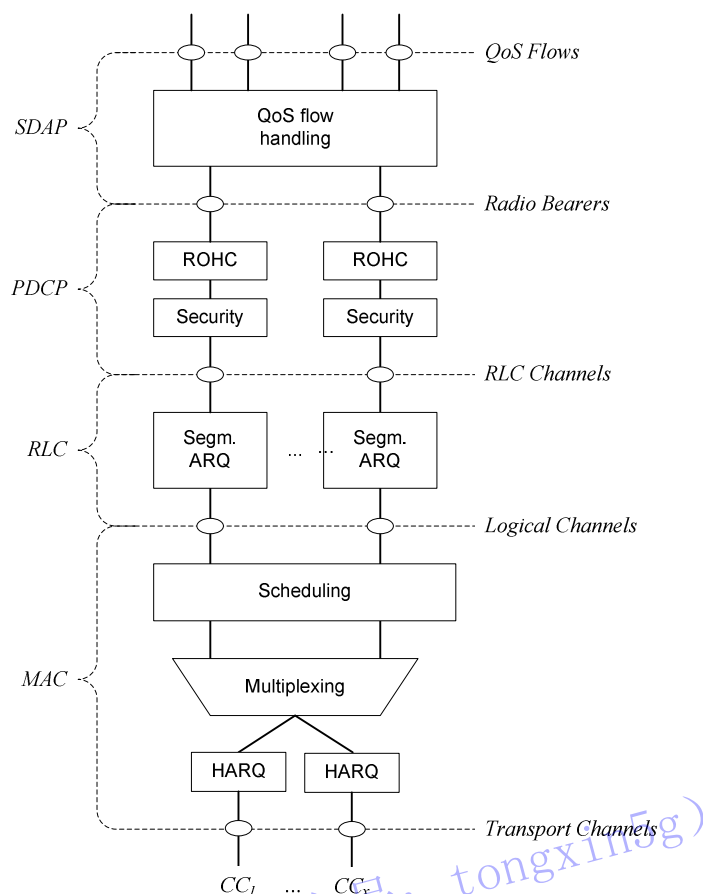 QoS Flows
SDAP
QoS flow
handling
Radio Bearers
ROHC
ROHC
PDCP
Security
Security
RLC Channels
RLC
Segm.
ARQ
... ...
Segm.
ARQ
Logical Channels
Scheduling
MAC
Multiplexing
HARQ
HARQ
Transport Channels
CC1 ... CCx
tongxin5g)